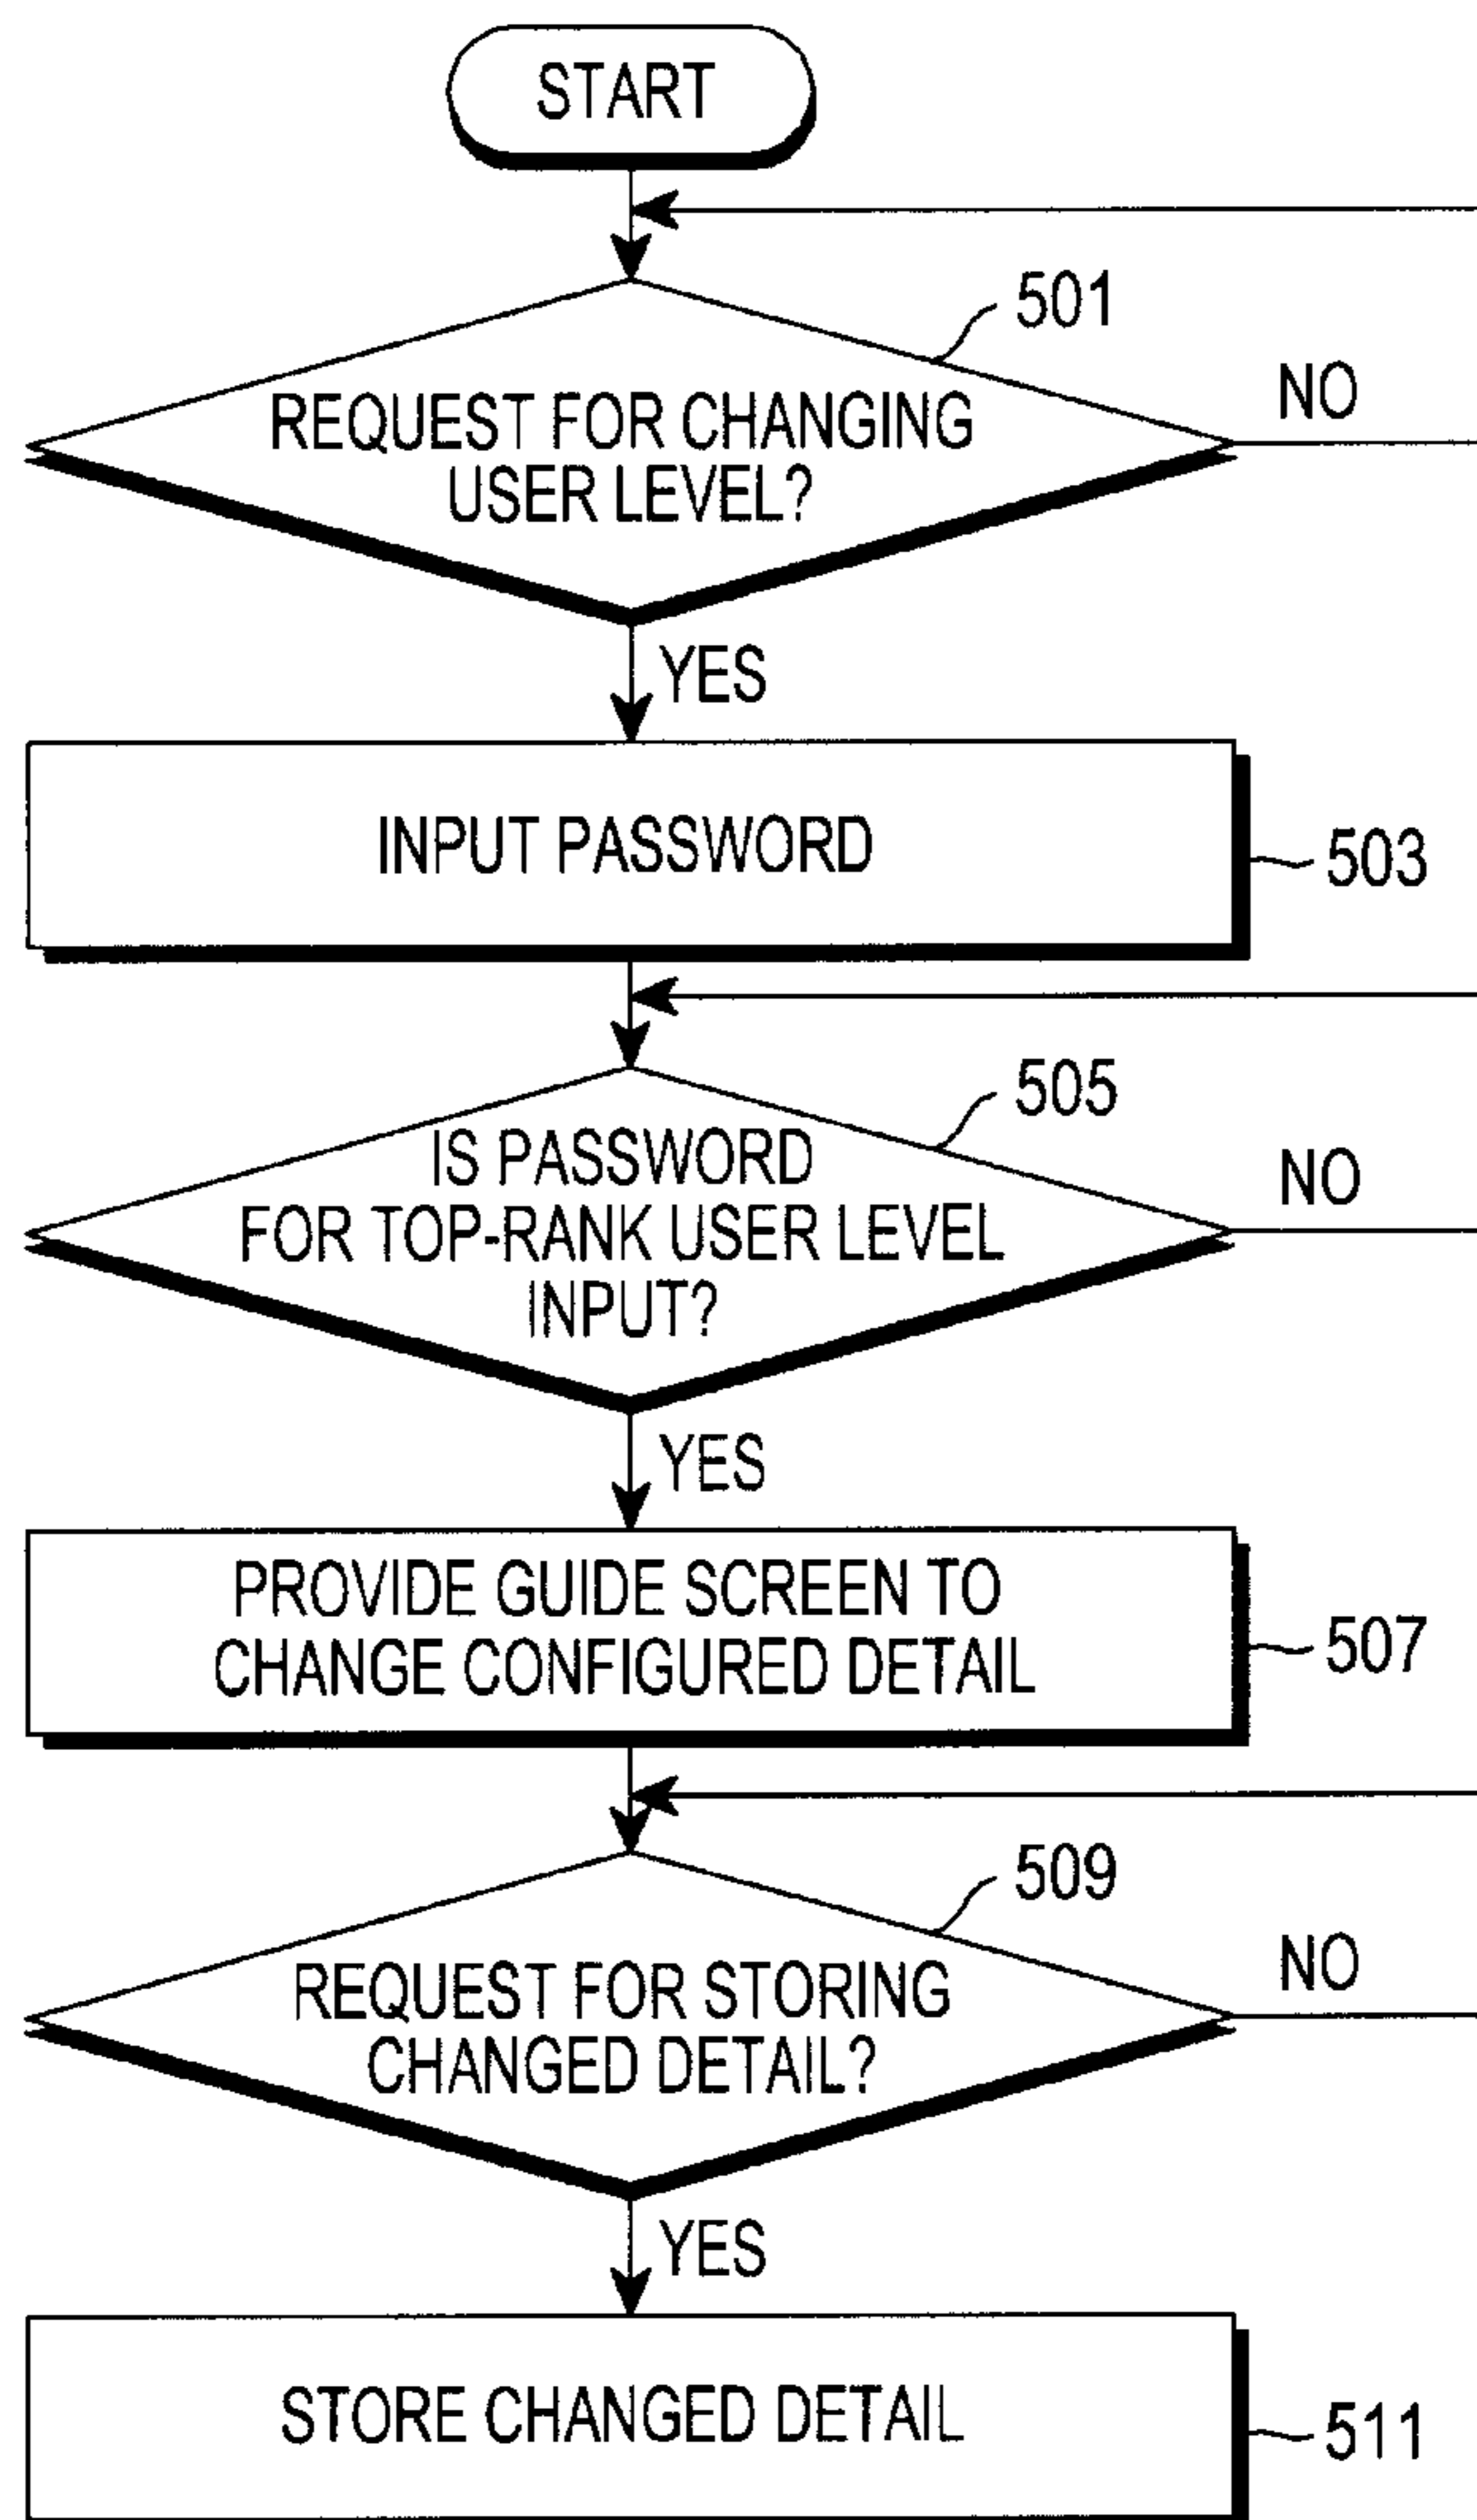 START
501
REQUEST FOR CHANGING
USER LEVEL?
NO
YES
INPUT PASSWORD
503
505
IS PASSWORD
FOR TOP-RANK USER LEVEL
INPUT?
NO
YES
PROVIDE GUIDE SCREEN TO
CHANGE CONFIGURED DETAIL
507
509
REQUEST FOR STORING
CHANGED DETAIL?
NO
YES
STORE CHANGED DETAIL
511